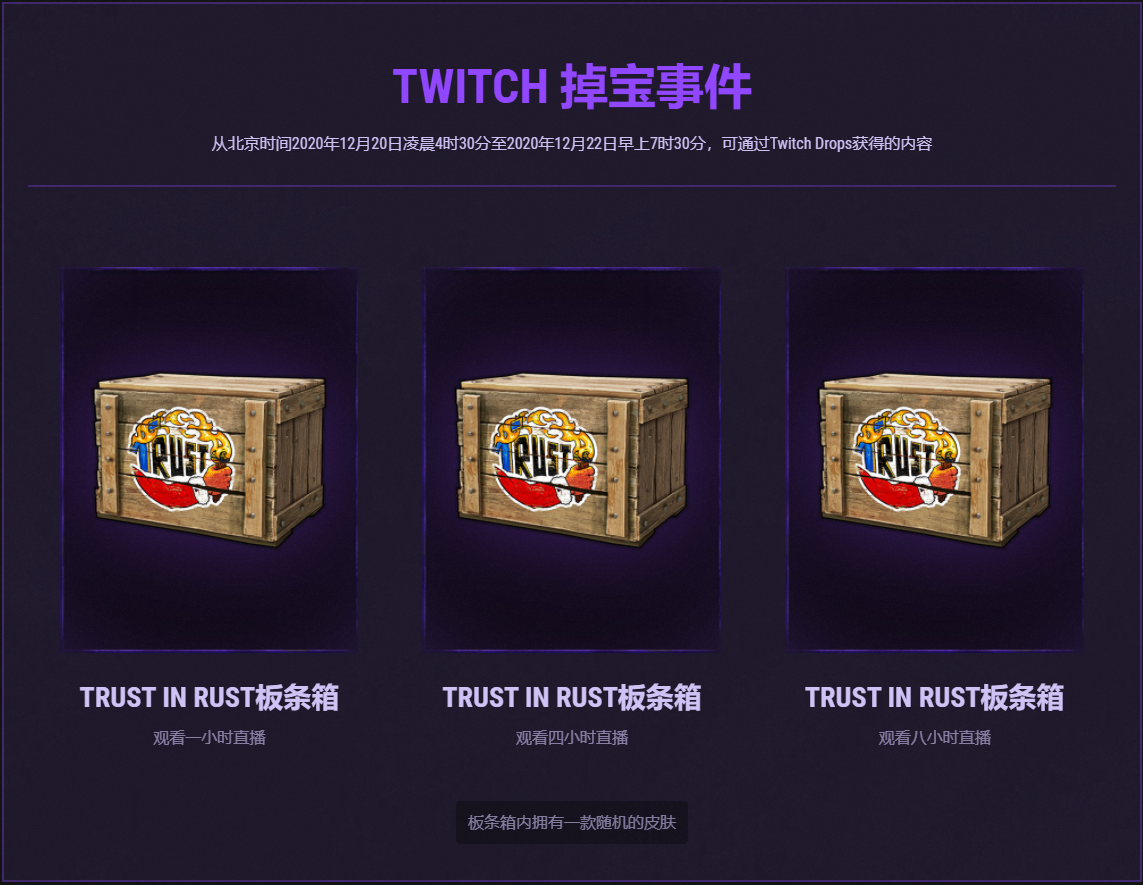 TWITCH 掉宝事件
从北京时间2020年12月20日凌晨4时30分至2020年12月22日早上7时30分，可通过Twitch Drops获得的内容
TRUST
TRUST
TRUST
TRUST IN RUST板条箱
TRUST IN RUST板条箱
TRUST IN RUST板条箱
观看一小时直播
观看四小时直播
观看八小时直播
板条箱内拥有一款随机的皮肤